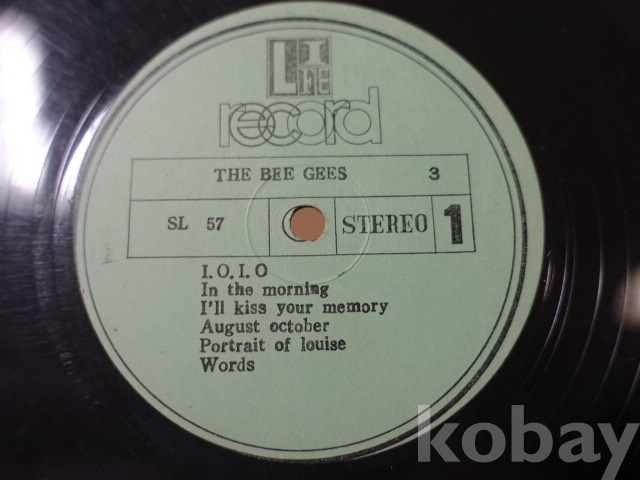 LINE
record
THE BEE GEES 3
SL 57 STEREO 1
I.O.I.O
In the morning
I'll kiss your memory
August october
Portrait of louise
Words
kobay